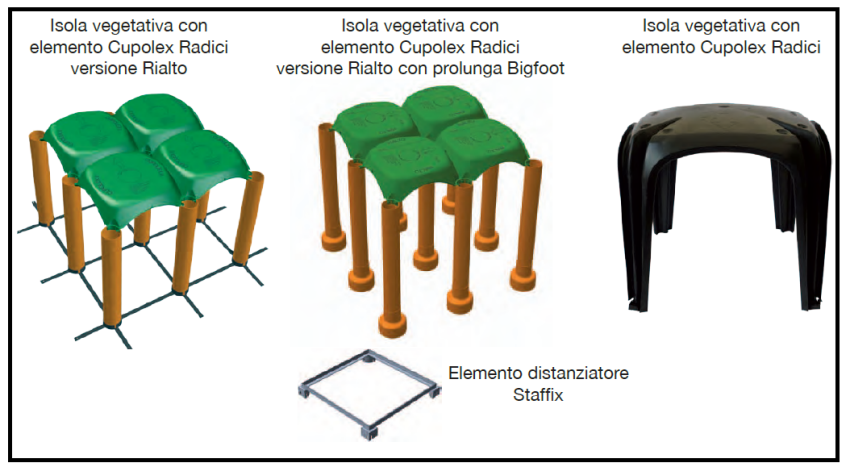 Isola vegetativa con
elemento Cupolex Radici
versione Rialto
Isola vegetativa con
elemento Cupolex Radici
versione Rialto con prolunga Bigfoot
Isola vegetativa con
elemento Cupolex Radici
Elemento distanziatore
Staffix